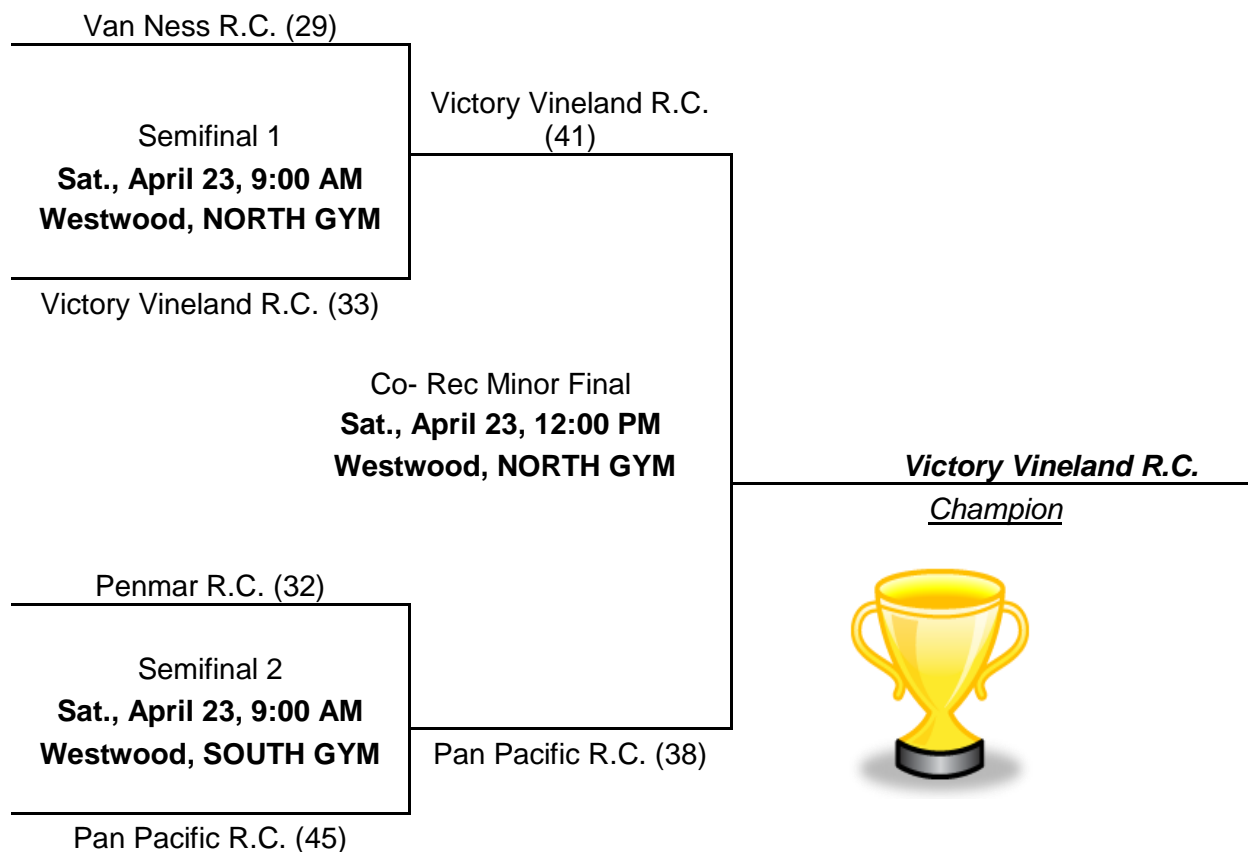 Van Ness R.C. (29)
Victory Vineland R.C.
(41)
Semifinal 1
Sat., April 23, 9:00 AM
Westwood, NORTH GYM
Victory Vineland R.C. (33)
Co- Rec Minor Final
Sat., April 23, 12:00 PM
Westwood, NORTH GYM
Victory Vineland R.C.
Champion
Penmar R.C. (32)
Semifinal 2
Sat., April 23, 9:00 AM
Westwood, SOUTH GYM
Pan Pacific R.C. (38)
Pan Pacific R.C. (45)